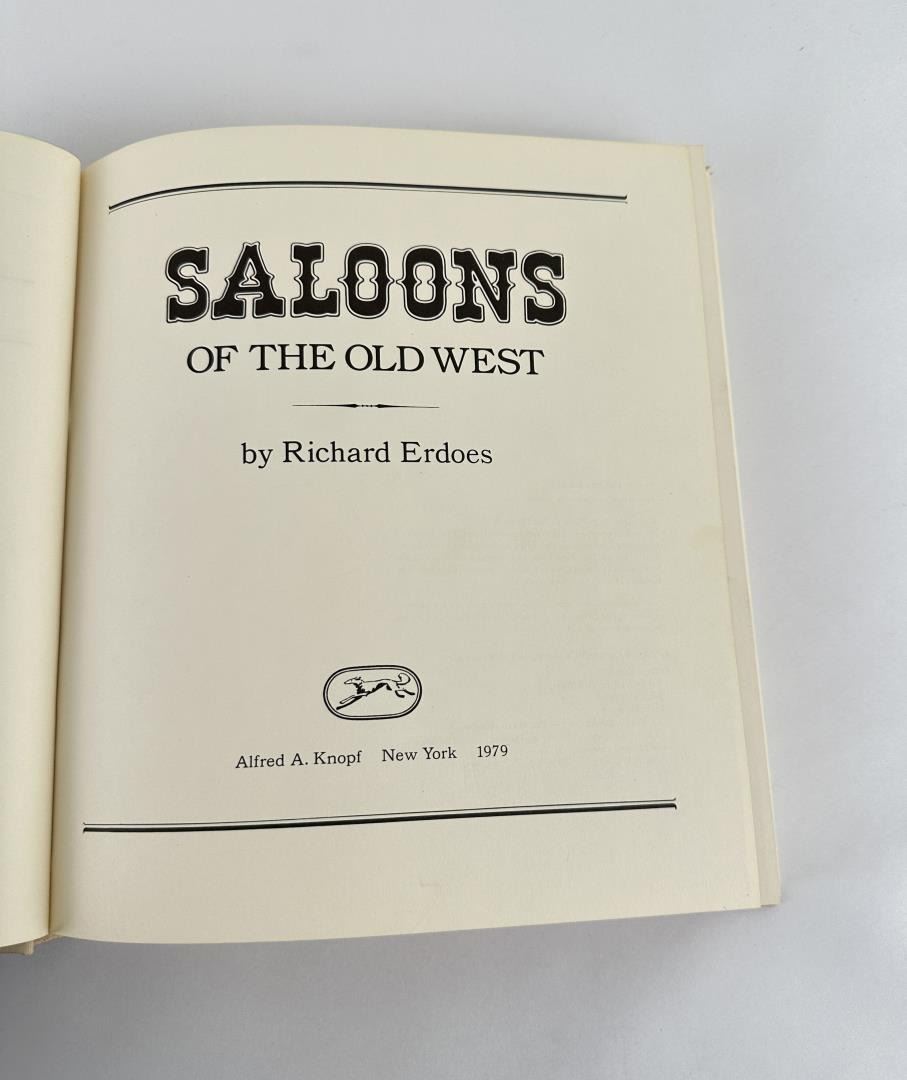 SALOONS
OF THE OLD WEST
by Richard Erdoes
Alfred A. Knopf New York 1979